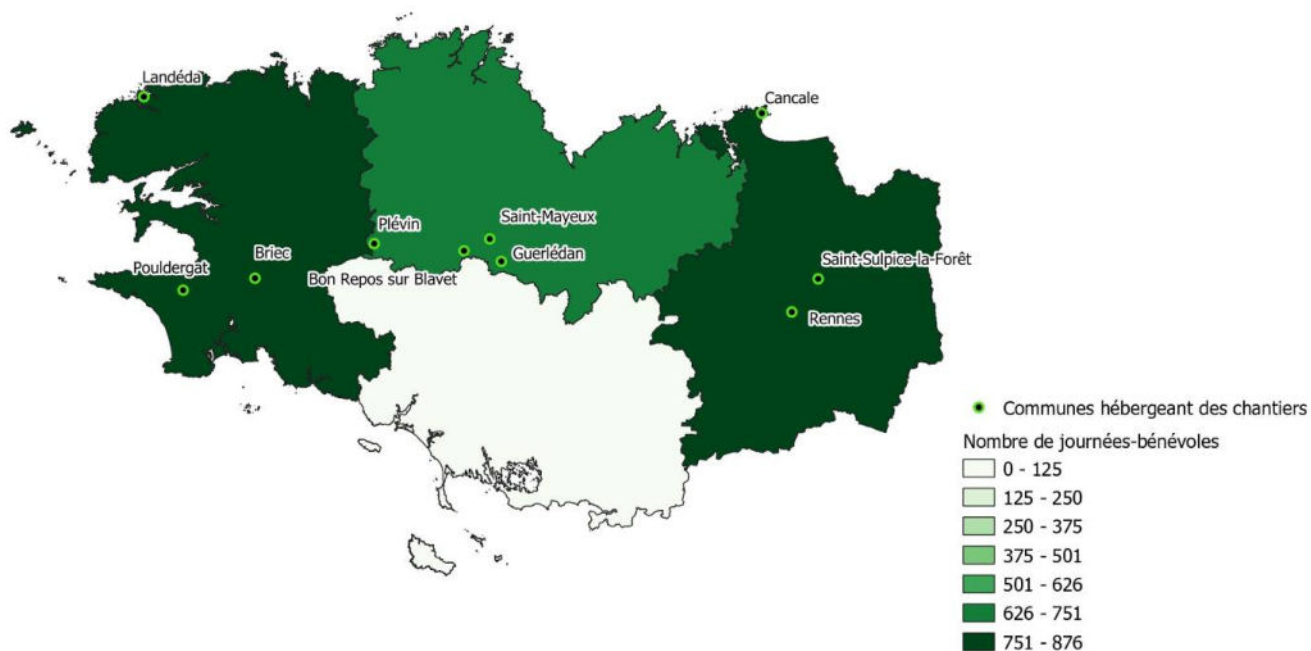 Landéda
Cancale
Plévin
Saint-Mayeux
Guerlédan
Bon Repos sur Blavet
Briec
Pouldergat
Saint-Sulpice-la-Forêt
Rennes
Communes hébergeant des chantiers
Nombre de journées-bénévoles
0 - 125
125 - 250
250 - 375
375 - 501
501 - 626
626 - 751
751 - 876